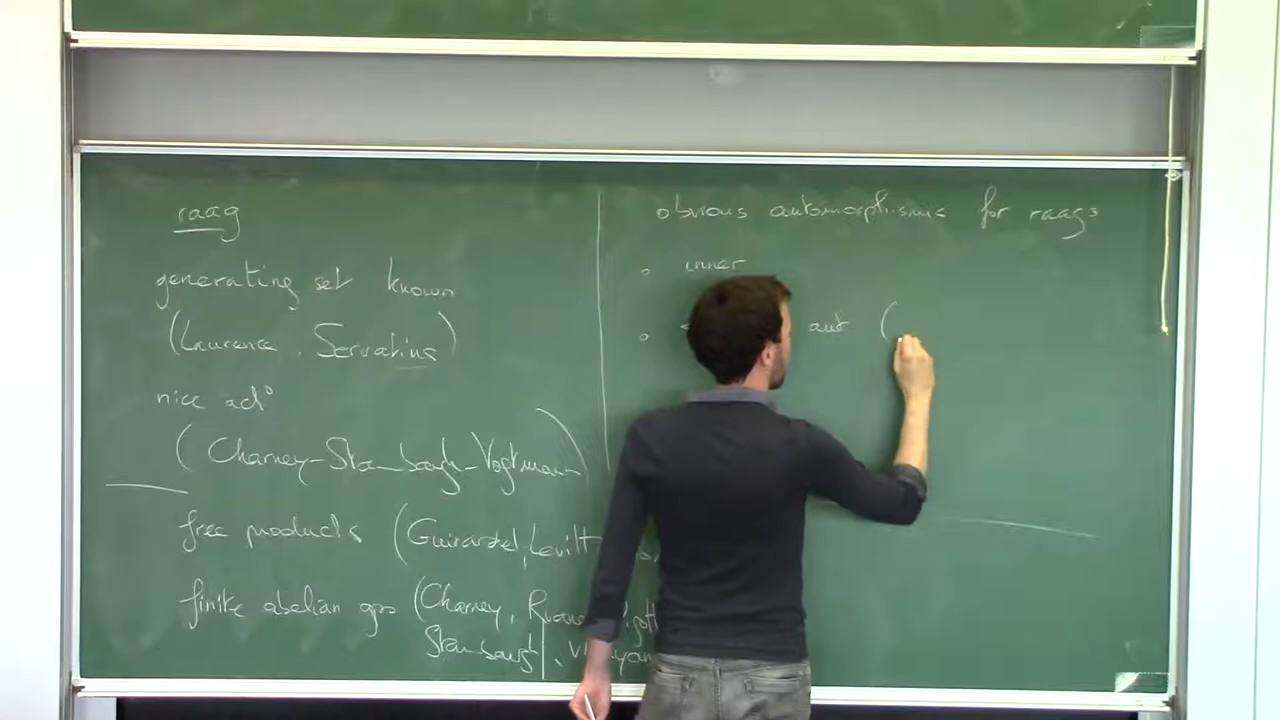 raag
generating set known
(Laurence, Servatius)
nice act°
(Charney-Stambaugh-Vogtmann)
free products (Guirardel, Levitt
finite abelian gps (Charney, Ruane,
Stambaugh,
obvious automorphisms for raags
• inner
• aut (